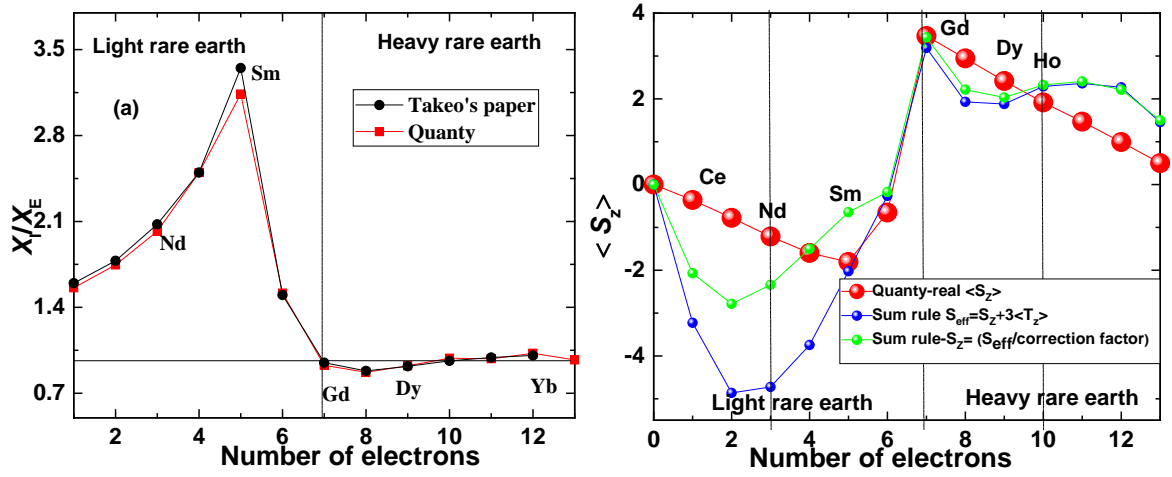 Light rare earth
Heavy rare earth
(a)
Sm
Takeo's paper
Quanty
Nd
Gd
Dy
Yb
X/X_E
3.5
2.8
2.1
1.4
0.7
2 4 6 8 10 12
Number of electrons
Gd
Dy
Ho
Ce
Nd
Sm
Quanty-real <S_Z>
Sum rule S_eff=S_Z+3<T_Z>
Sum rule-S_Z= (S_eff/correction factor)
Light rare earth
Heavy rare earth
< S_z >
4
2
0
-2
-4
0 2 4 6 8 10 12
Number of electrons